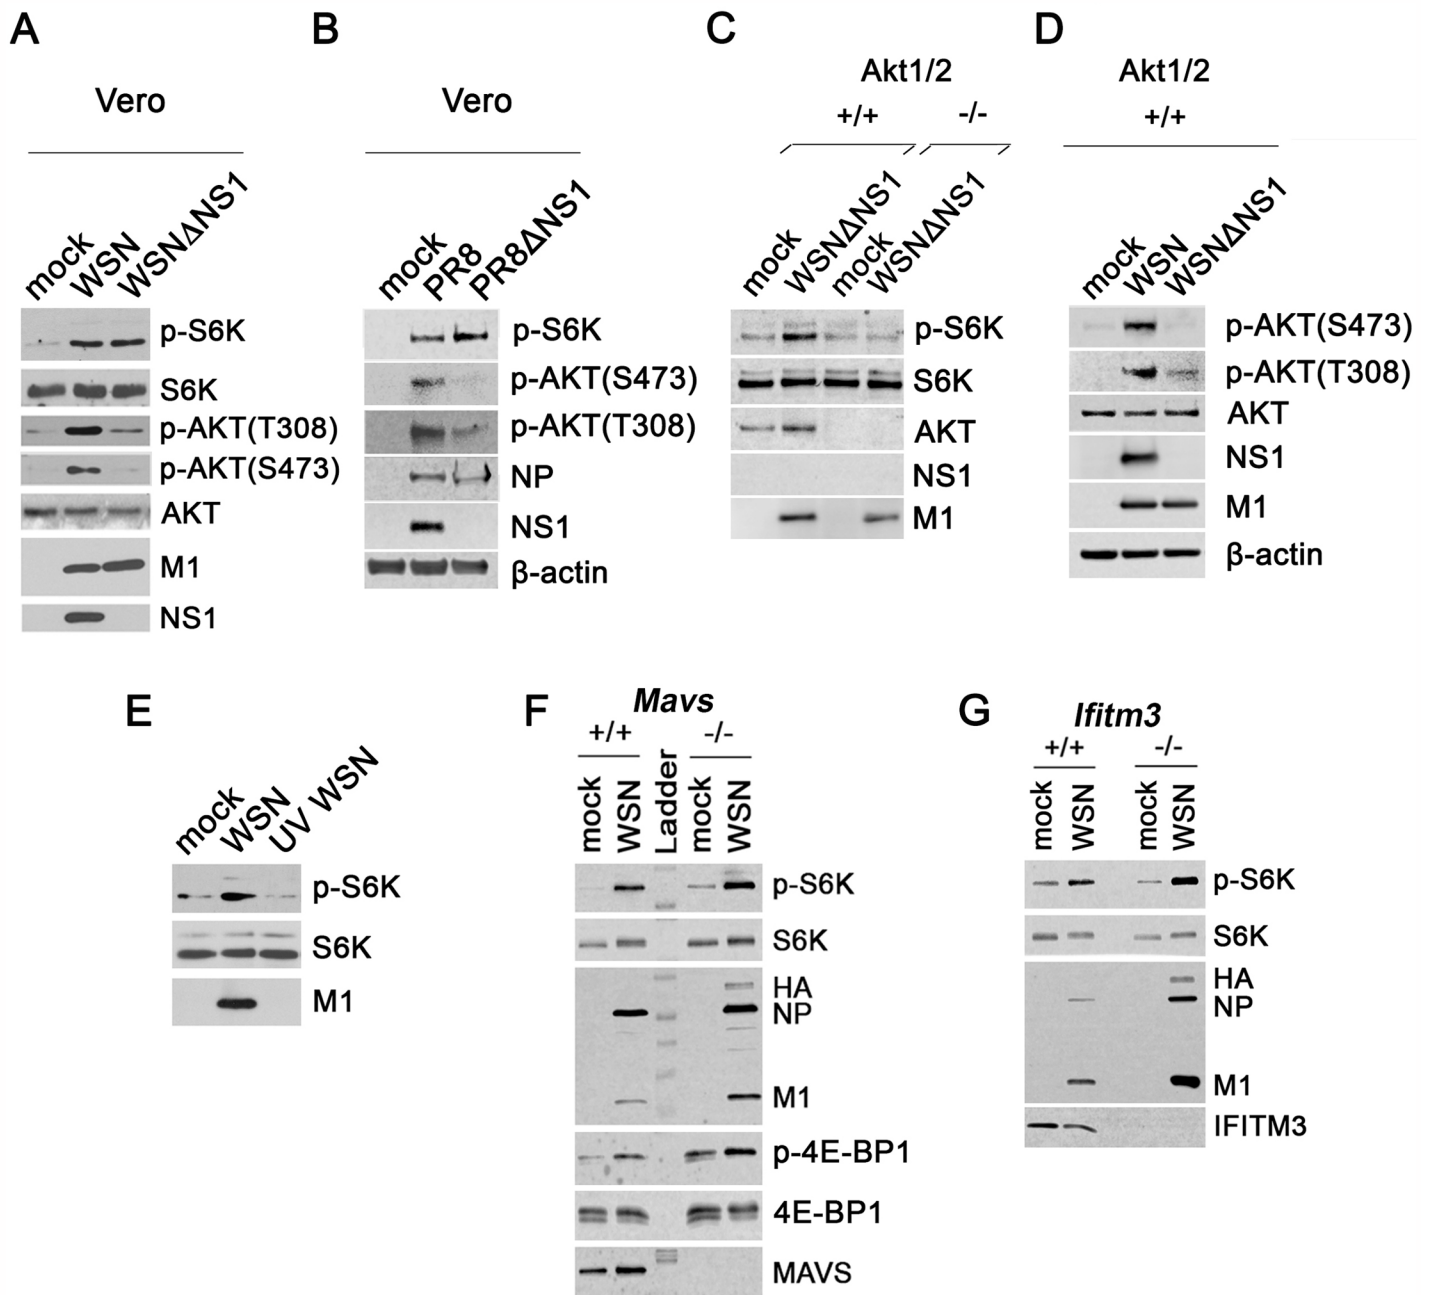 A
Vero
mock
WSN
WSNΔNS1
p-S6K
S6K
p-AKT(T308)
p-AKT(S473)
AKT
M1
NS1
B
Vero
mock
PR8
PR8ΔNS1
p-S6K
p-AKT(S473)
p-AKT(T308)
NP
NS1
β-actin
C
Akt1/2
+/+ -/-
mock
WSNΔNS1
mock
WSNΔNS1
p-S6K
S6K
AKT
NS1
M1
D
Akt1/2
+/+
mock
WSN
WSNΔNS1
p-AKT(S473)
p-AKT(T308)
AKT
NS1
M1
β-actin
E
mock
WSN
UV WSN
p-S6K
S6K
M1
F
Mavs
+/+ -/-
mock
WSN
Ladder
mock
WSN
p-S6K
S6K
HA
NP
M1
p-4E-BP1
4E-BP1
MAVS
G
Ifitm3
+/+ -/-
mock
WSN
mock
WSN
p-S6K
S6K
HA
NP
M1
IFITM3